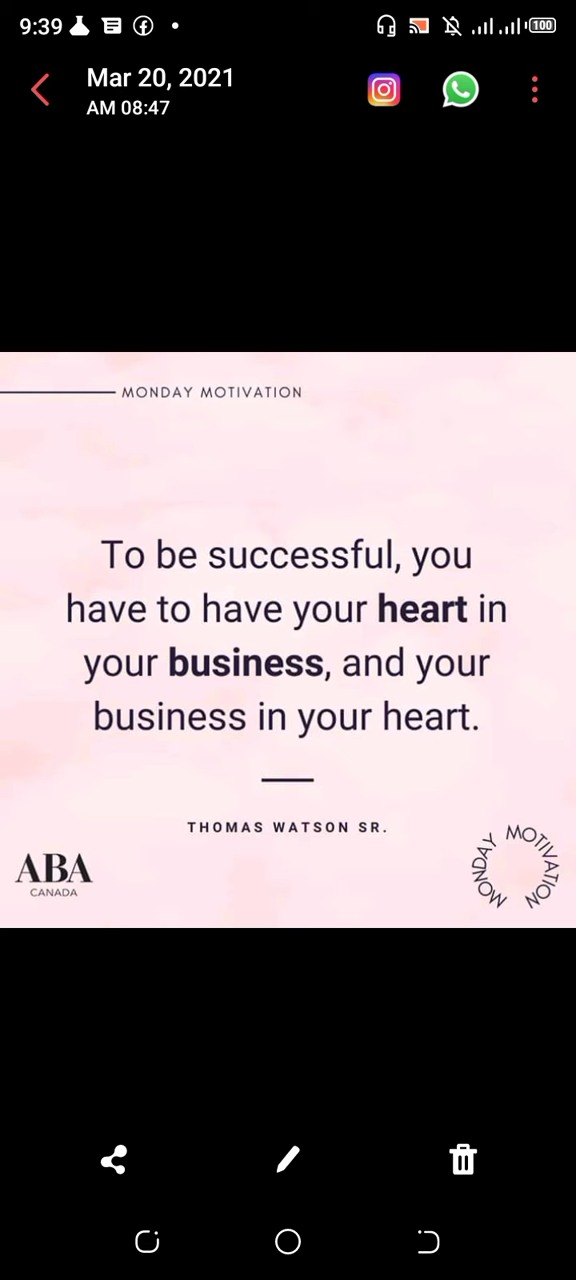 9:39
100
Mar 20, 2021
AM 08:47
MONDAY MOTIVATION
To be successful, you
have to have your heart in
your business, and your
business in your heart.
THOMAS WATSON SR.
ABA
CANADA
MONDAY MOTIVATION